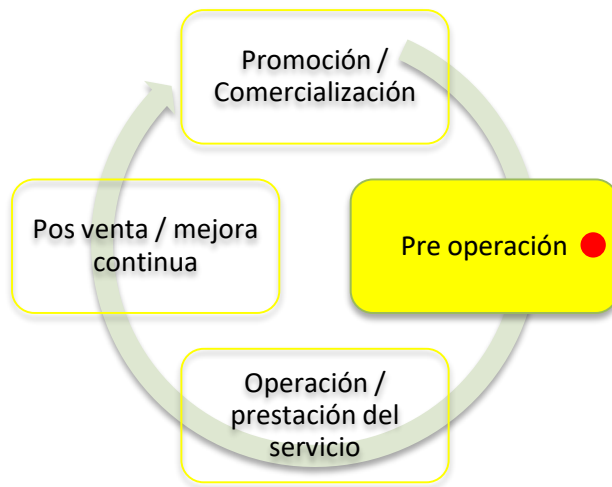 Promoción /
Comercialización
Pre operación
Pos venta / mejora
continua
Operación /
prestación del
servicio